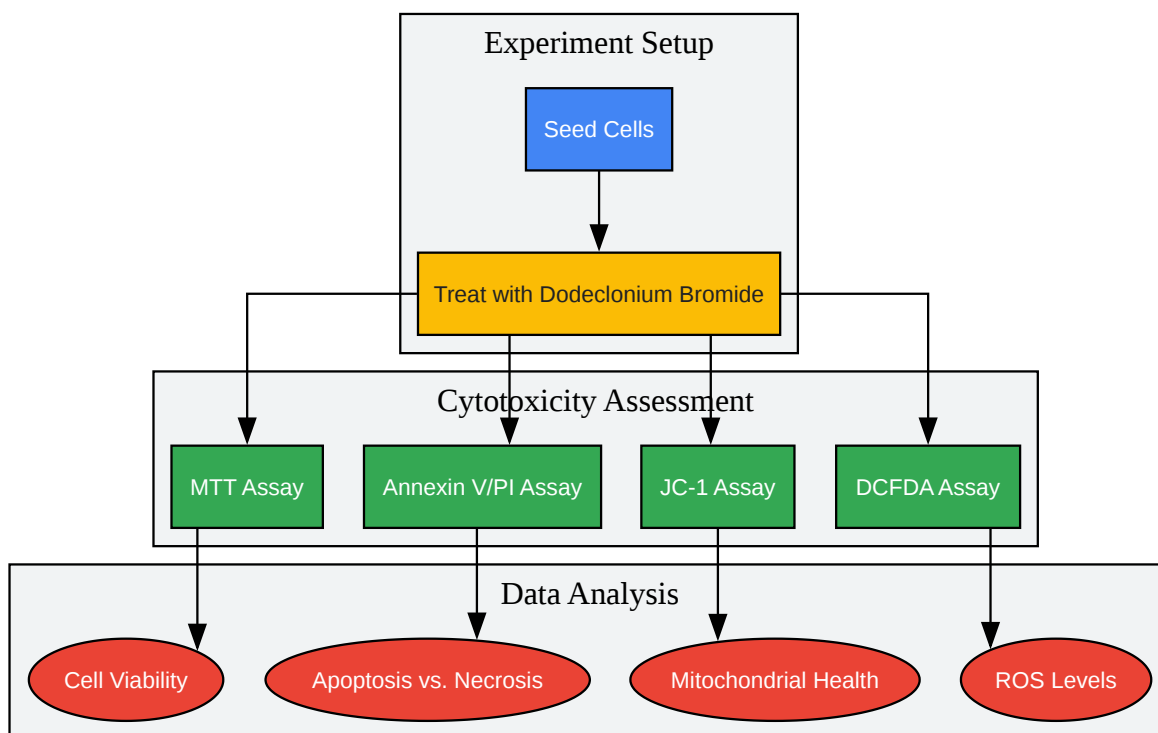 Experiment Setup
Seed Cells
Treat with Dodeclonium Bromide
Cytotoxicity Assessment
MTT Assay
Annexin V/PI Assay
JC-1 Assay
DCFDA Assay
Data Analysis
Cell Viability
Apoptosis vs. Necrosis
Mitochondrial Health
ROS Levels